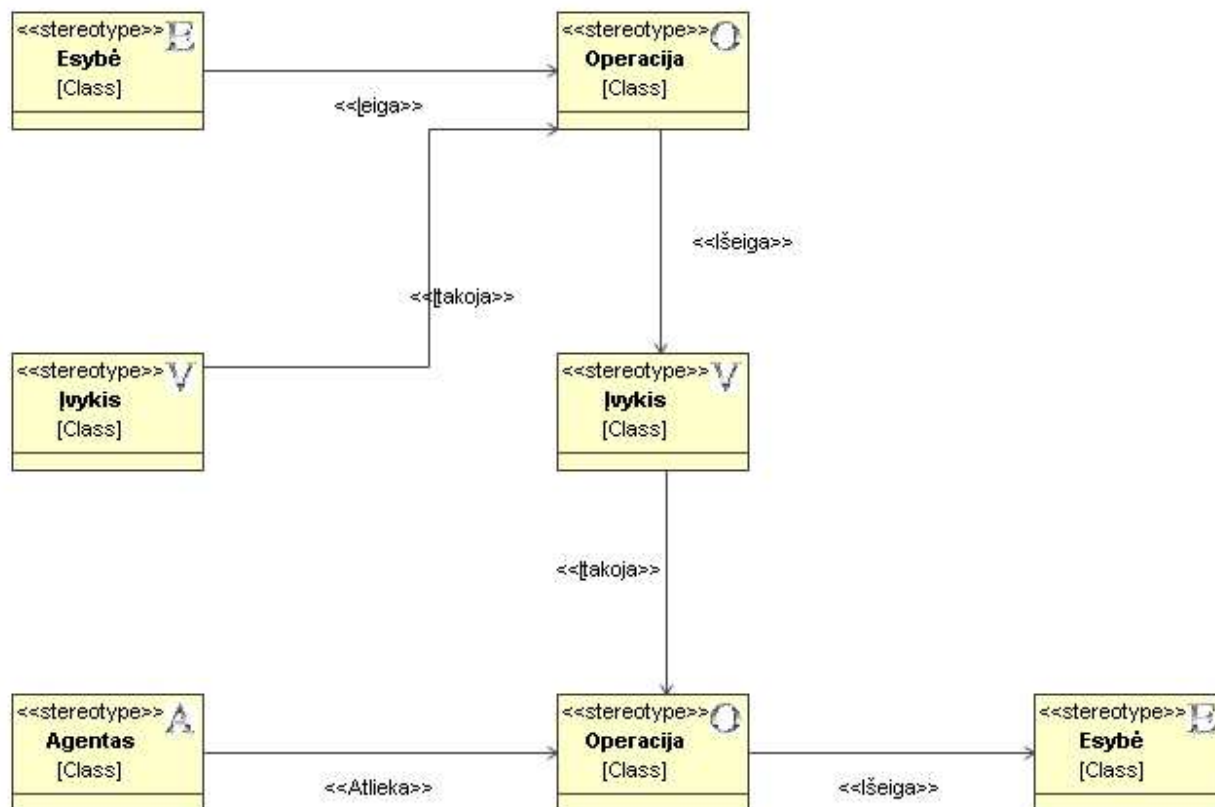 <<stereotype>> E
Esybė
[Class]
<<stereotype>> O
Operacija
[Class]
<<Įeiga>>
<<Išeiga>>
<<Įtakoja>>
<<stereotype>> V
Įvykis
[Class]
<<stereotype>> V
Įvykis
[Class]
<<Įtakoja>>
<<stereotype>> A
Agentas
[Class]
<<stereotype>> O
Operacija
[Class]
<<stereotype>> E
Esybė
[Class]
<<Atlieka>>
<<Išeiga>>